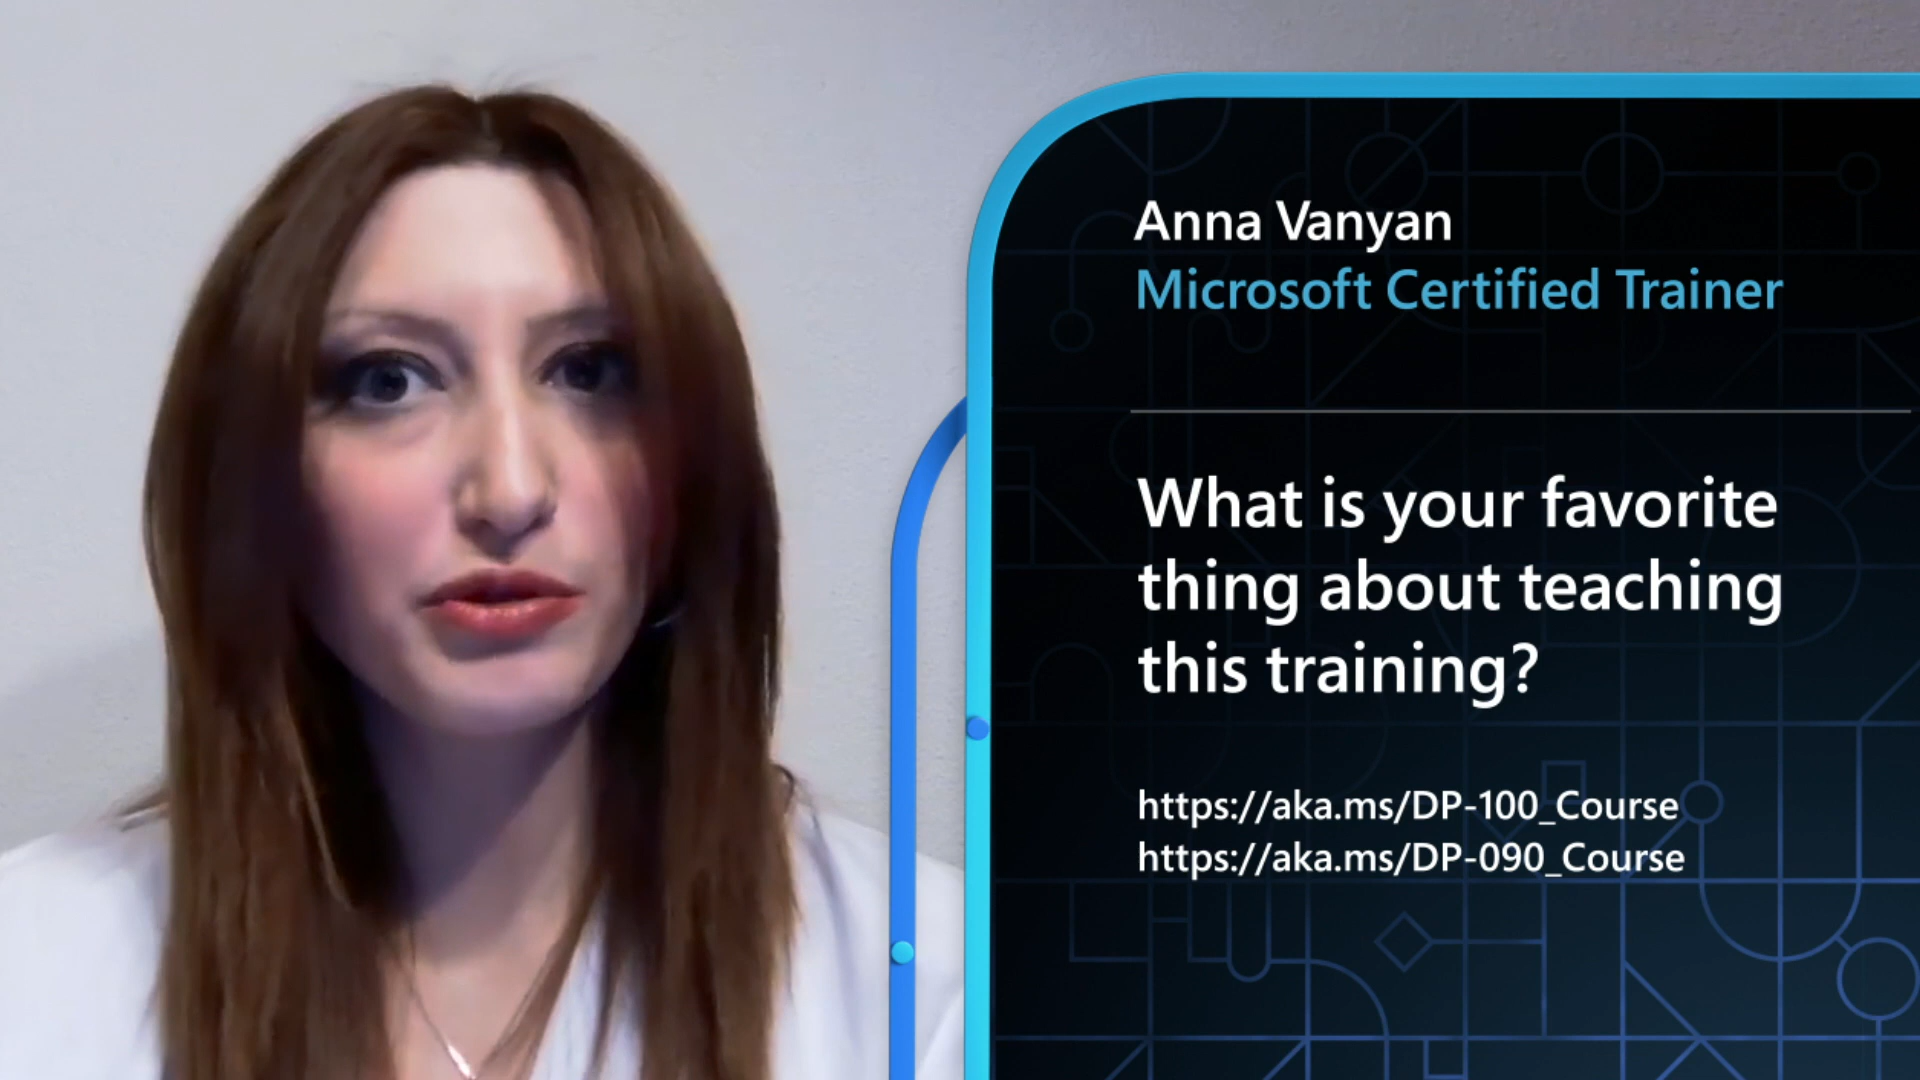 Anna Vanyan
Microsoft Certified Trainer
What is your favorite
thing about teaching
this training?
https://aka.ms/DP-100_Course
https://aka.ms/DP-090_Course